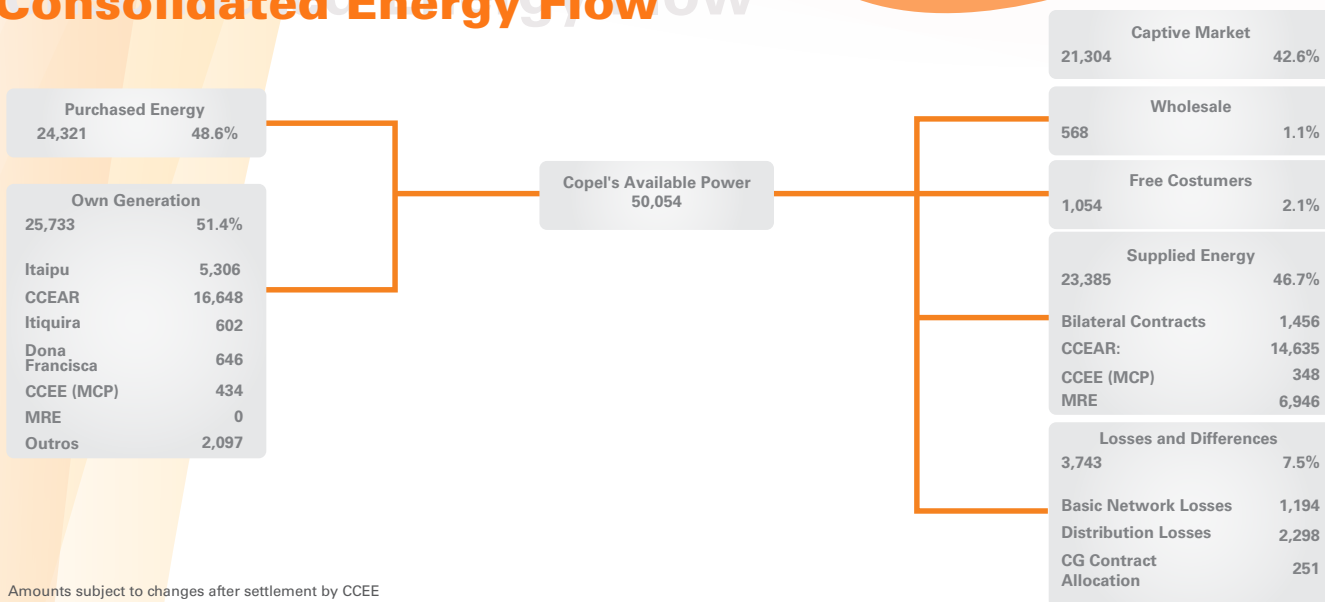 Consolidated Energy Flow
Purchased Energy
24,321 48.6%
Own Generation
25,733 51.4%
Itaipu 5,306
CCEAR 16,648
Itiquira 602
Dona
Francisca 646
CCEE (MCP) 434
MRE 0
Outros 2,097
Copel's Available Power
50,054
Captive Market
21,304 42.6%
Wholesale
568 1.1%
Free Costumers
1,054 2.1%
Supplied Energy
23,385 46.7%
Bilateral Contracts 1,456
CCEAR: 14,635
CCEE (MCP) 348
MRE 6,946
Losses and Differences
3,743 7.5%
Basic Network Losses 1,194
Distribution Losses 2,298
CG Contract
Allocation 251
Amounts subject to changes after settlement by CCEE